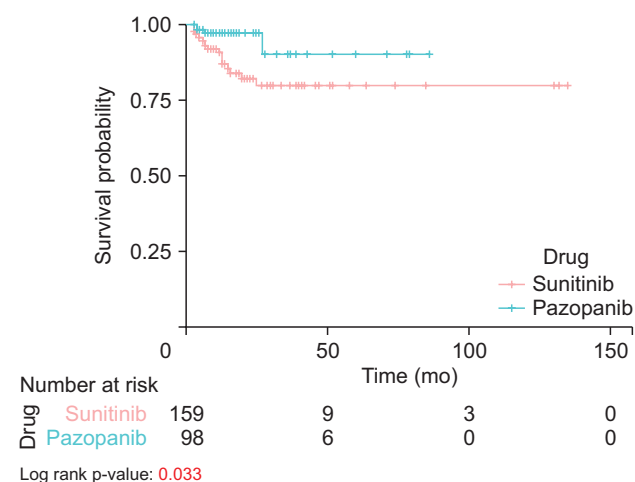 1.00
0.75
0.50
0.25
Survival probability
Drug
Sunitinib
Pazopanib
0 50 100 150
Time (mo)
Number at risk
Drug
Sunitinib 159 9 3 0
Pazopanib 98 6 0 0
Log rank p-value: 0.033